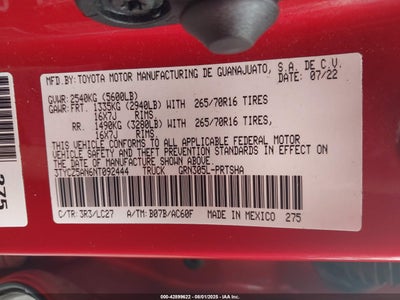 MFD.BY:TOYOTA MOTOR MANUFACTURING DE GUANAJUATO, S.A. DE C.V.
07/22
GVWR: 2540KG (5600LB)
GAWR:FRT. 1335KG (2940LB) WITH 265/70R16 TIRES
16X7J RIMS
RR. 1490KG (3280LB) WITH 265/70R16 TIRES
16X7J RIMS
THIS VEHICLE CONFORMS TO ALL APPLICABLE FEDERAL MOTOR
VEHICLE SAFETY AND THEFT PREVENTION STANDARDS IN EFFECT ON
THE DATE OF MANUFACTURE SHOWN ABOVE.
3TYCZ5AN6NT092444 TRUCK GRN305L-PRTSHA
C/TR: 3R3/LC27 A/TM: B07B/AC60F MADE IN MEXICO 275
275
000-42899622 - 08/01/2025 - IAAI.COM